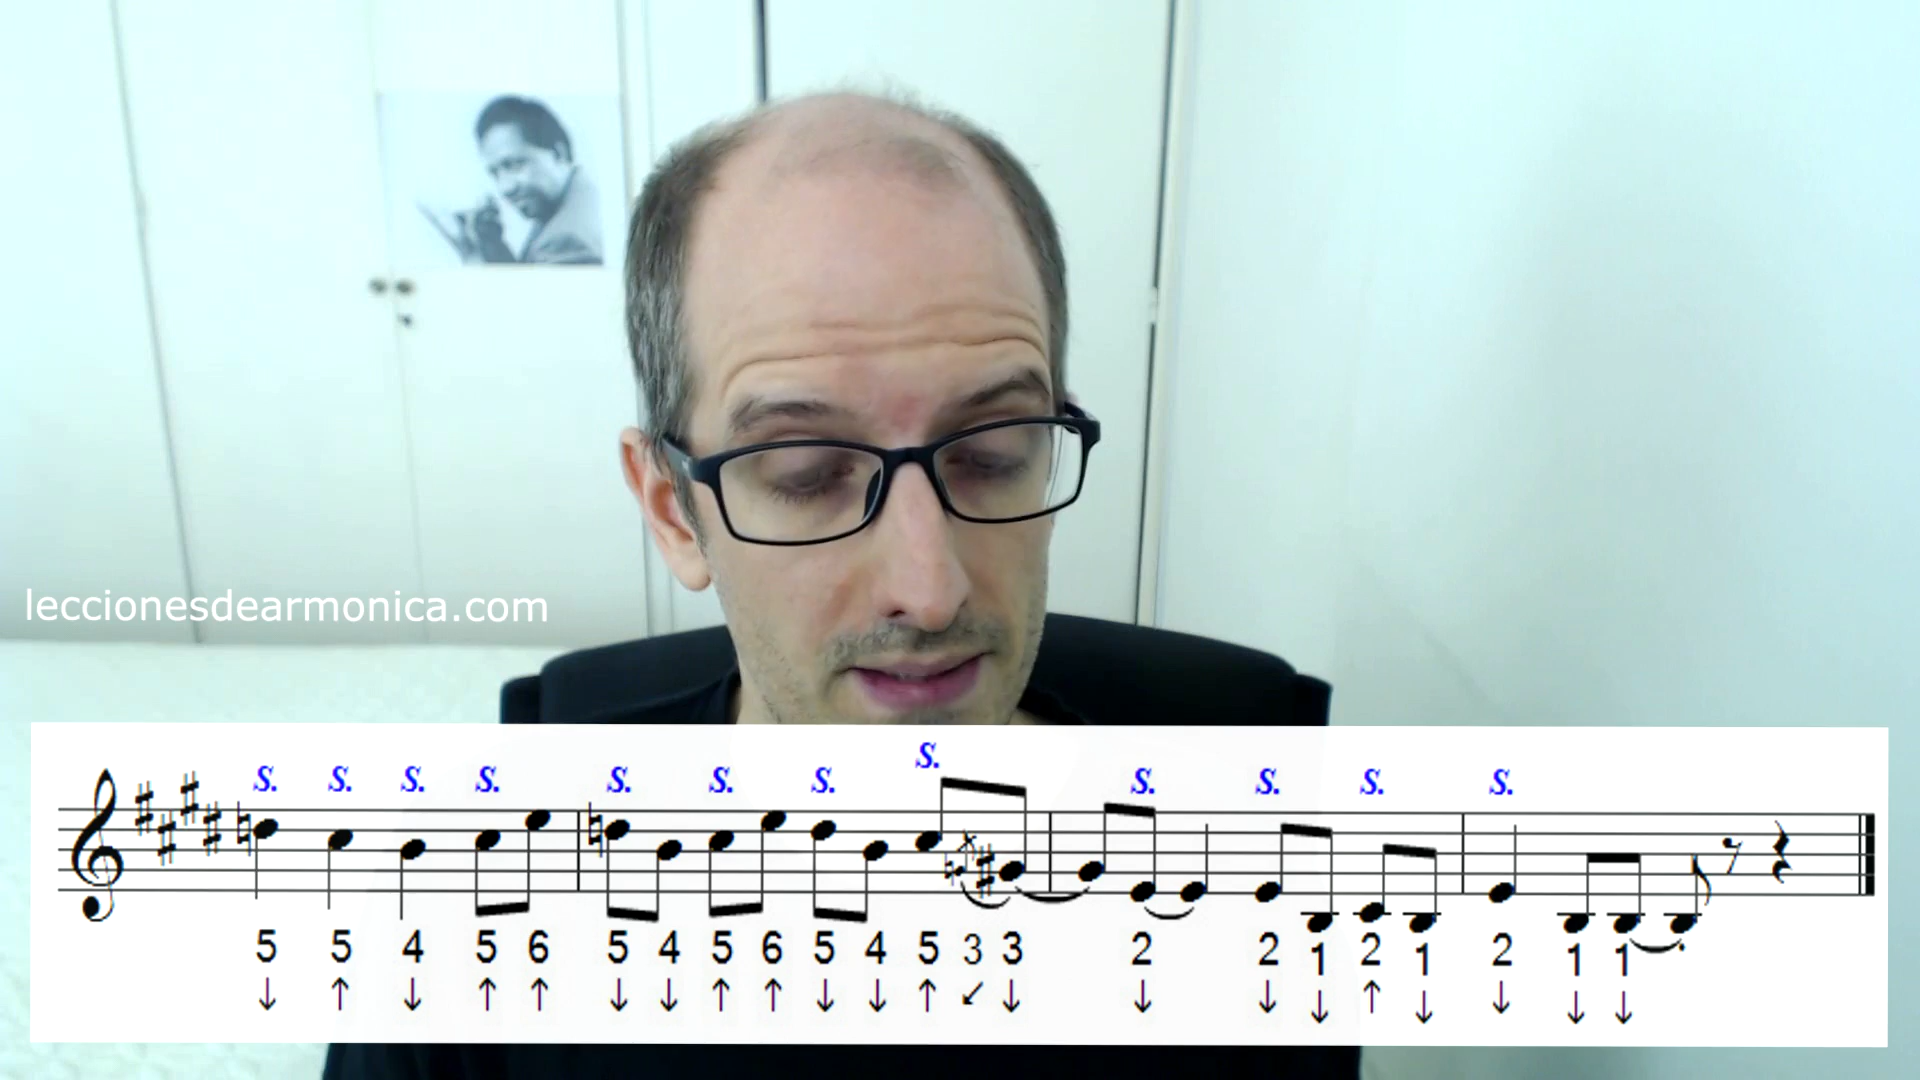 leccionesdearmonica.com
S. S. S. S. S. S. S. S. S. S. S. S.
5 5 4 5 6 5 4 5 6 5 4 5 3 3 2 2 1 2 1 2 1 1
↓ ↑ ↓ ↑ ↑ ↓ ↓ ↑ ↑ ↓ ↓ ↑ ↙ ↓ ↓ ↓ ↓ ↑ ↓ ↓ ↓ ↓